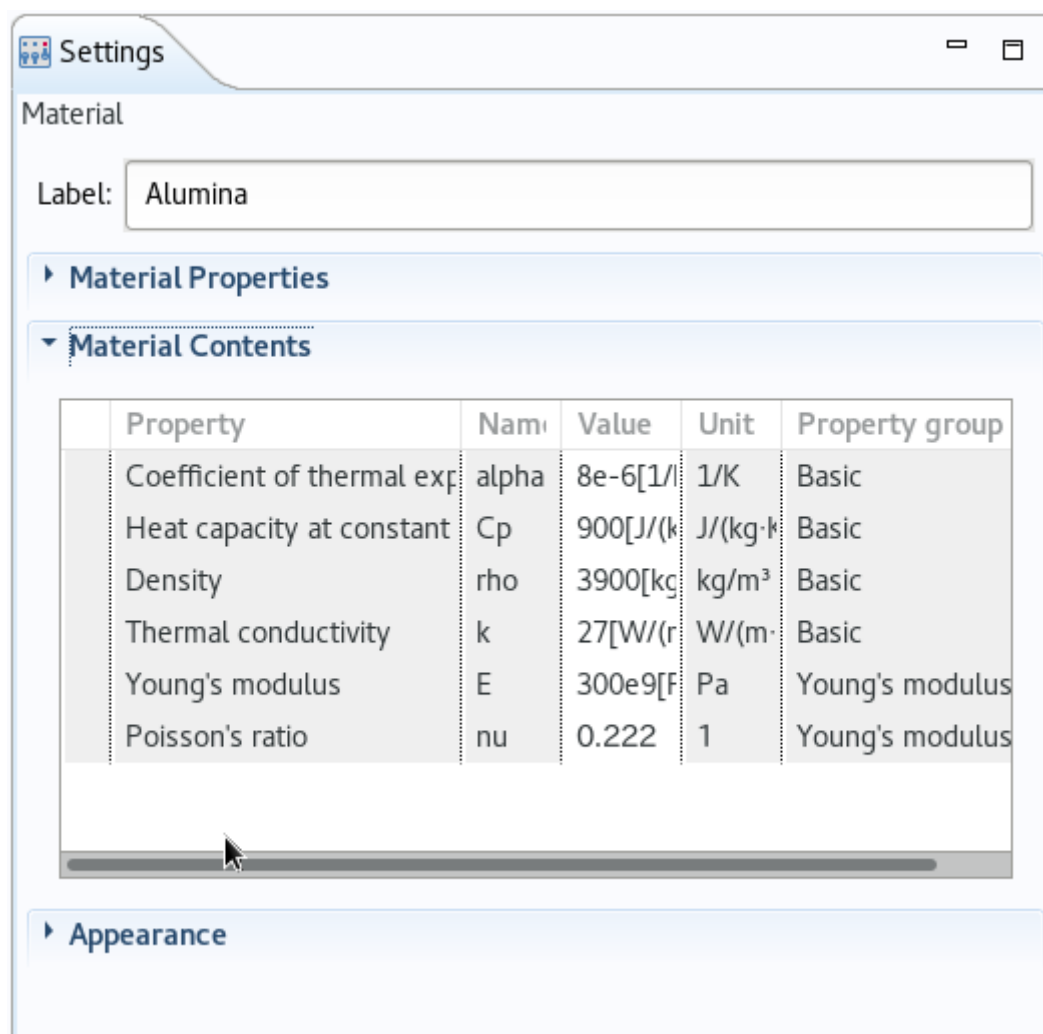 Settings
Material
Label: Alumina
Material Properties
Material Contents
Property Name Value Unit Property group
Coefficient of thermal exp alpha 8e-6[1/ 1/K Basic
Heat capacity at constant Cp 900[J/(k J/(kg·K Basic
Density rho 3900[kg kg/m³ Basic
Thermal conductivity k 27[W/( W/(m· Basic
Young's modulus E 300e9[P Pa Young's modulus
Poisson's ratio nu 0.222 1 Young's modulus
Appearance